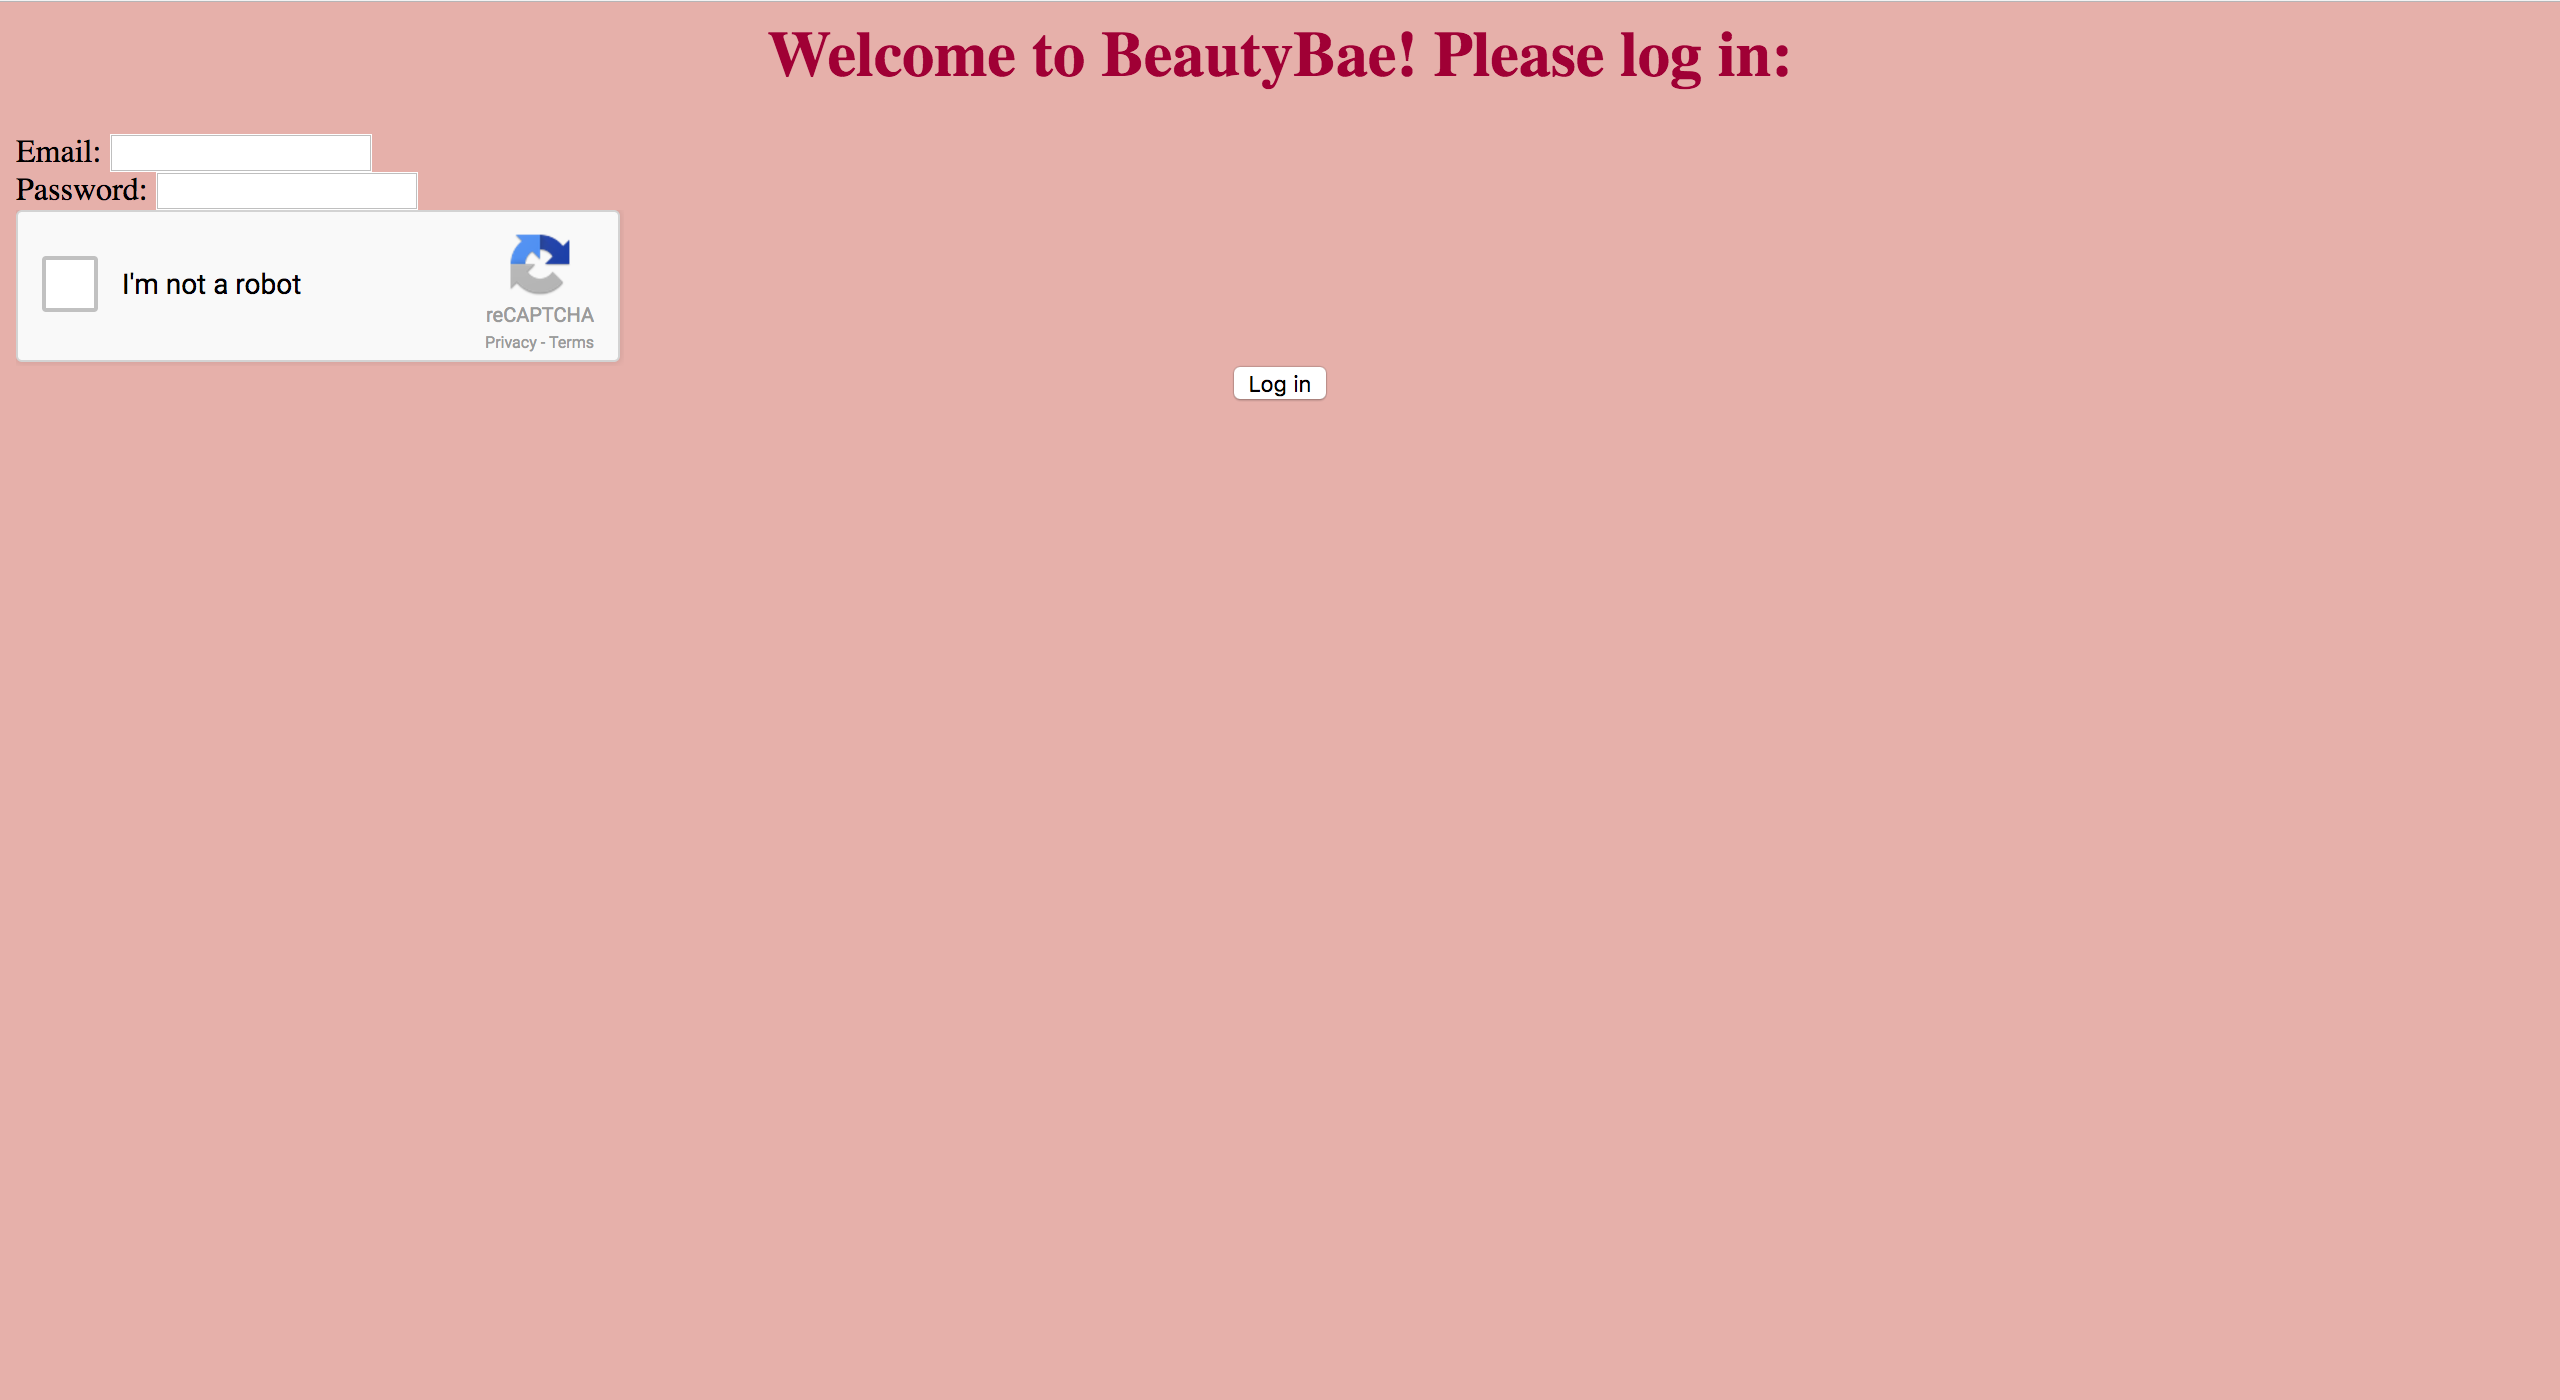 Welcome to BeautyBae! Please log in:
Email:
Password:
I'm not a robot
reCAPTCHA
Privacy - Terms
Log in